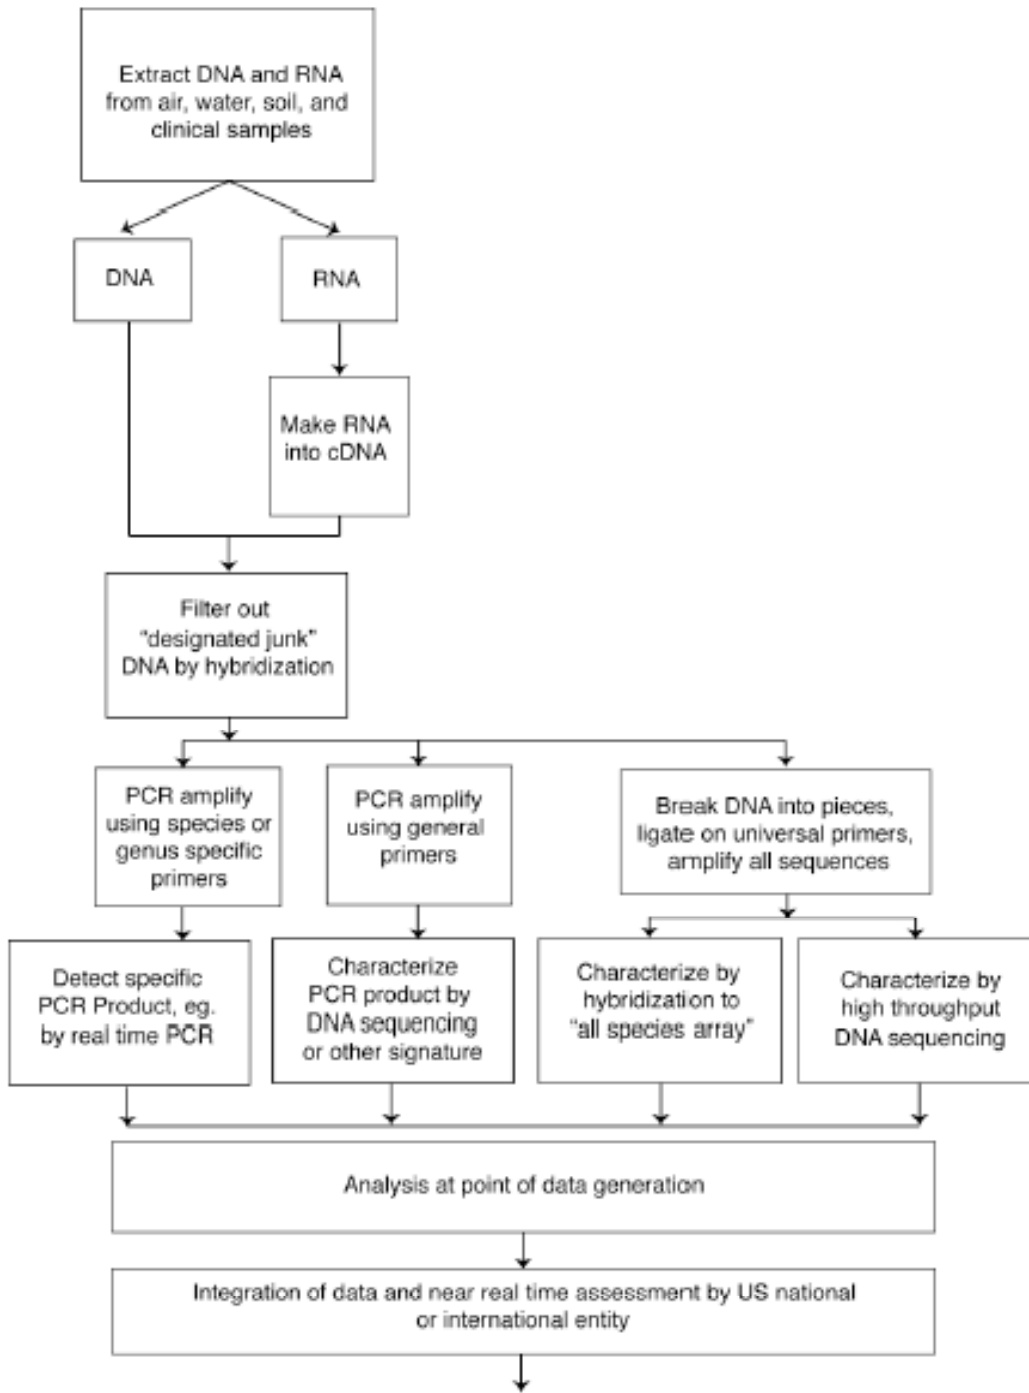 Extract DNA and RNA
from air, water, soil, and
clinical samples
DNA
RNA
Make RNA
into cDNA
Filter out
“designated junk”
DNA by hybridization
PCR amplify
using species or
genus specific
primers
PCR amplify
using general
primers
Break DNA into pieces,
ligate on universal primers,
amplify all sequences
Detect specific
PCR Product, eg.
by real time PCR
Characterize
PCR product by
DNA sequencing
or other signature
Characterize by
hybridization to
“all species array”
Characterize by
high throughput
DNA sequencing
Analysis at point of data generation
Integration of data and near real time assessment by US national
or international entity